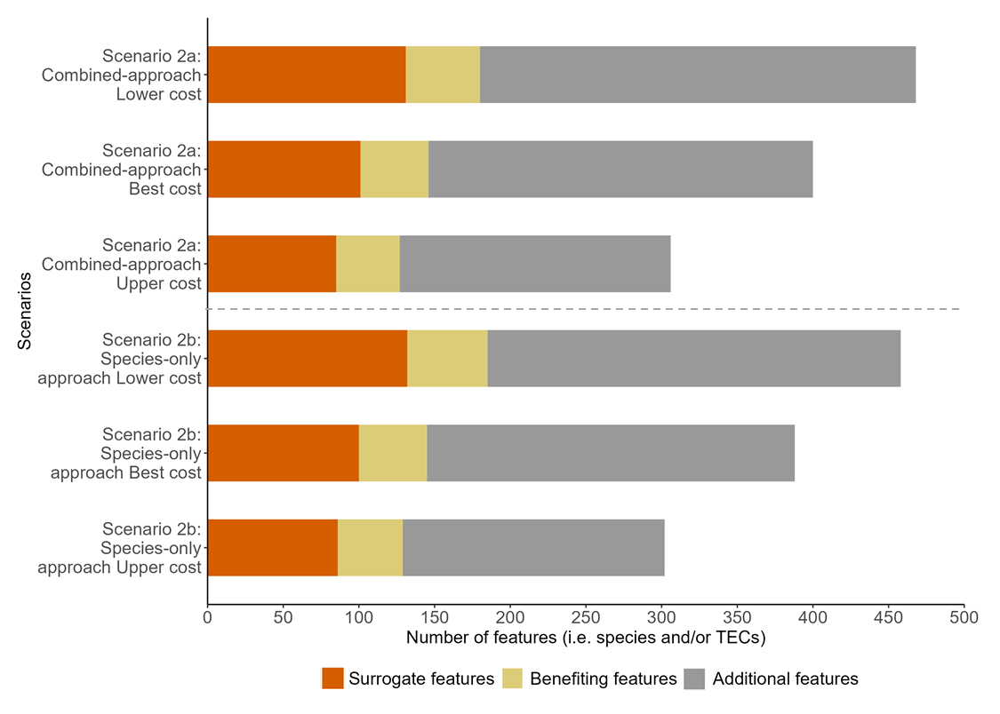 Scenario 2a:
Combined-approach
Lower cost
Scenario 2a:
Combined-approach
Best cost
Scenario 2a:
Combined-approach
Upper cost
Scenarios
Scenario 2b:
Species-only
approach Lower cost
Scenario 2b:
Species-only
approach Best cost
Scenario 2b:
Species-only
approach Upper cost
0 50 100 150 200 250 300 350 400 450 500
Number of features (i.e. species and/or TECs)
Surrogate features Benefiting features Additional features